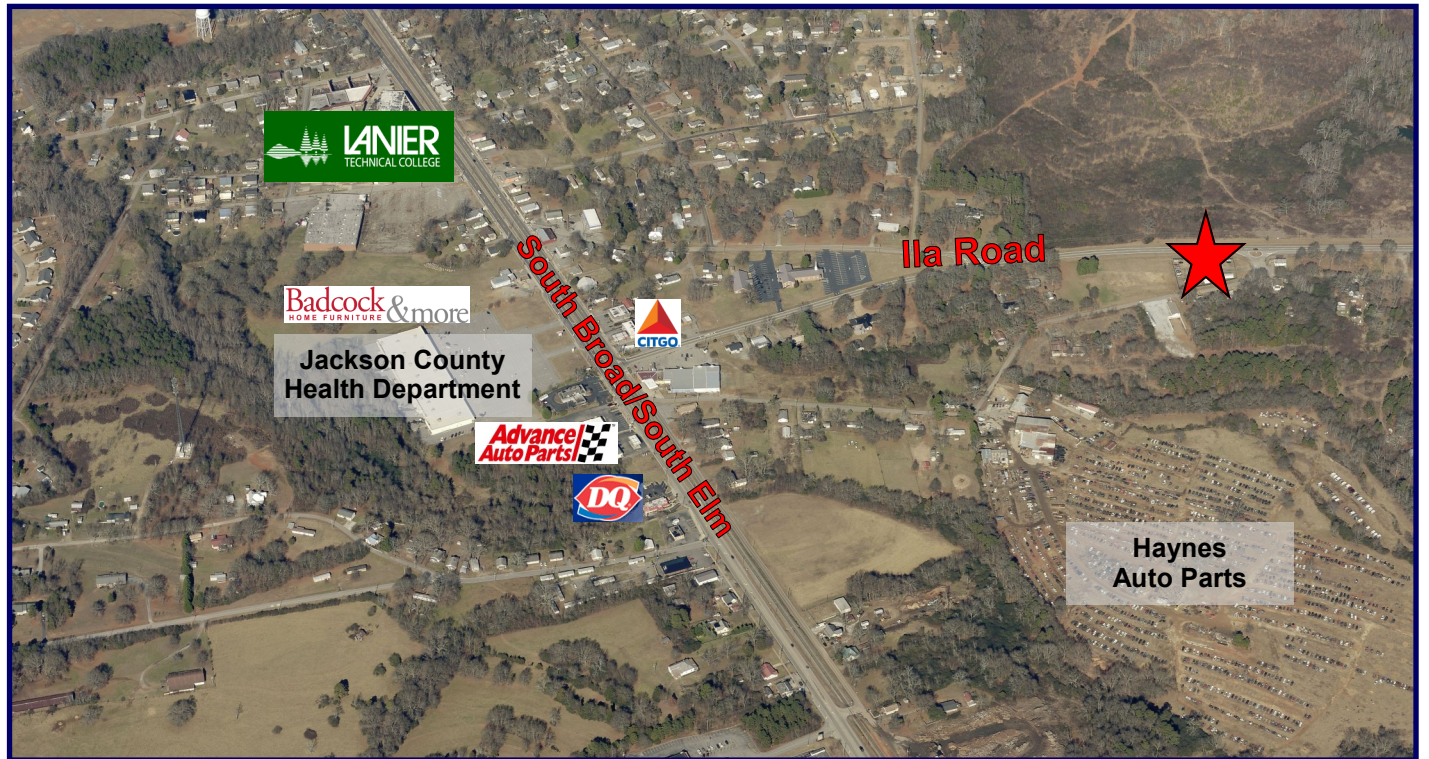 LANIER
TECHNICAL COLLEGE
South Broad/South Elm
Ila Road
Badcock &more
HOME FURNITURE
CITGO
Jackson County
Health Department
Advance
Auto Parts
DQ
Haynes
Auto Parts